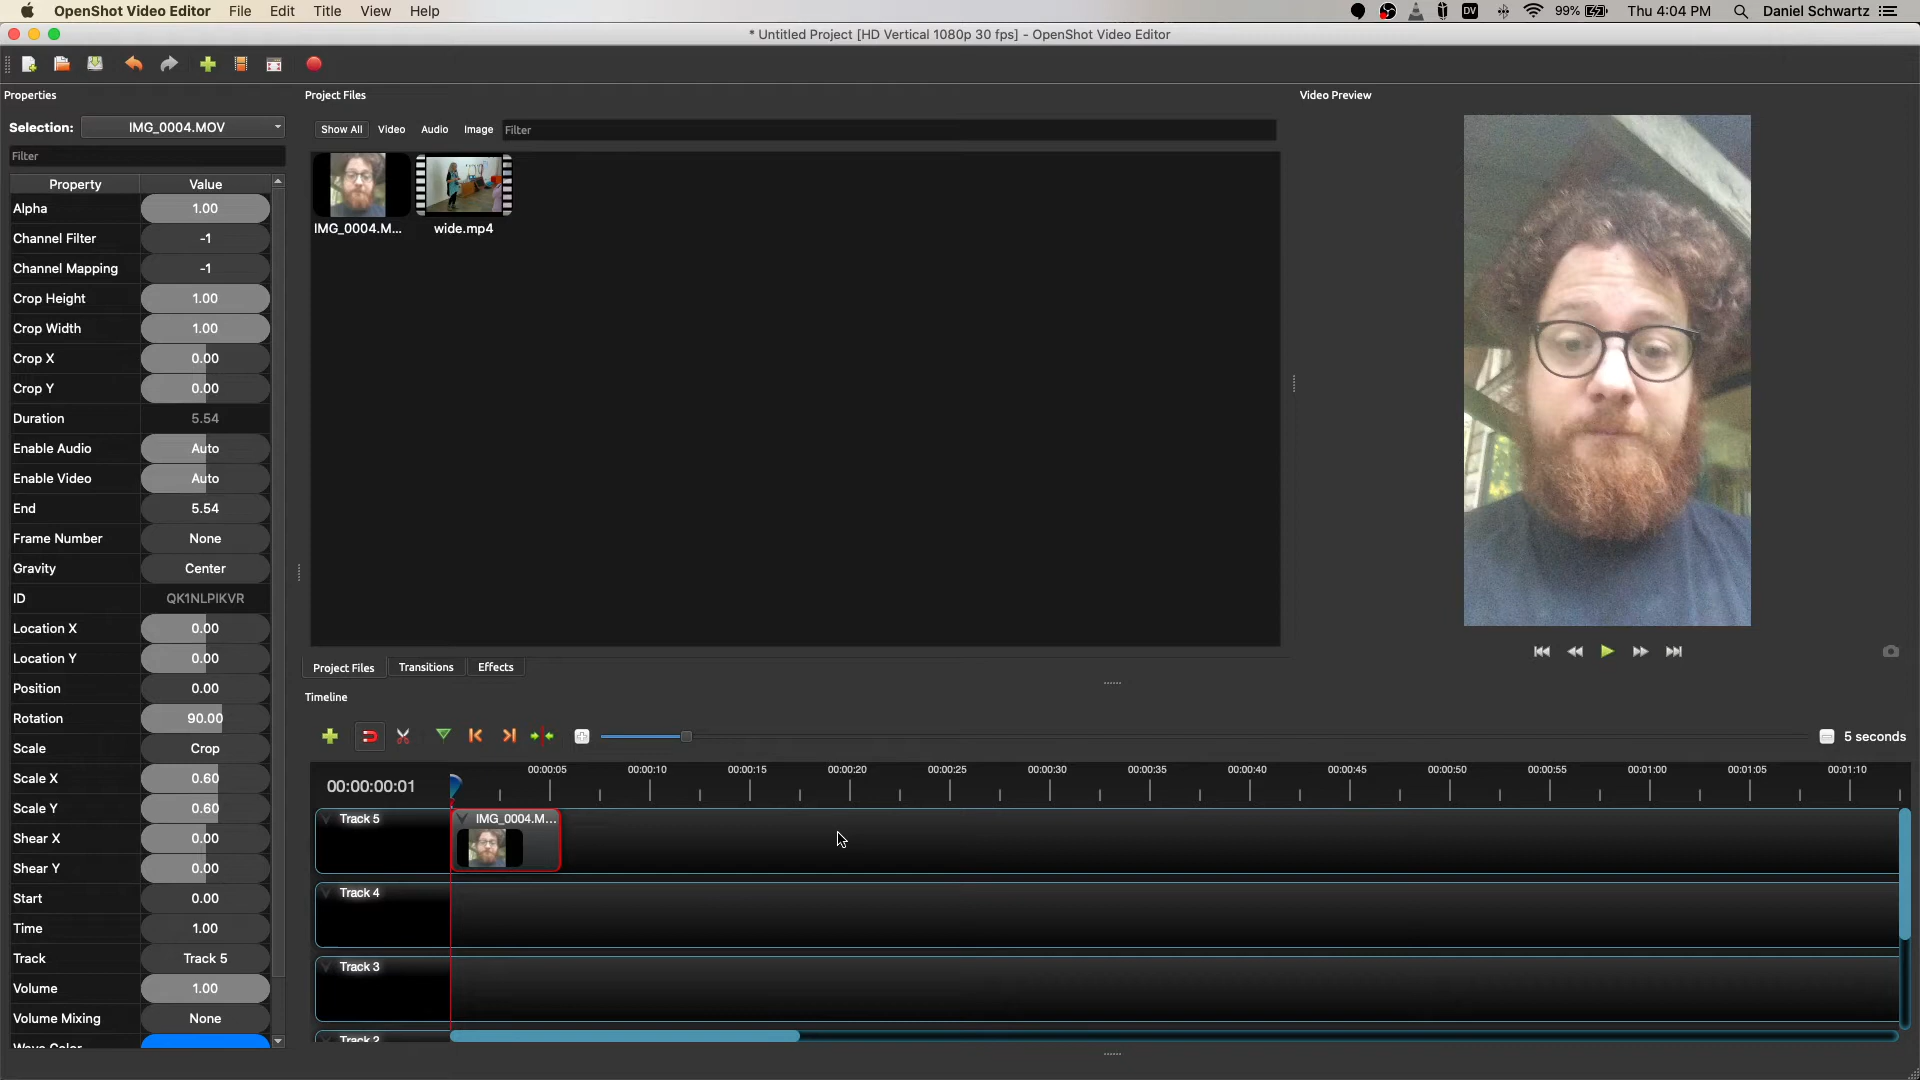 OpenShot Video Editor File Edit Title View Help
DV 99% Thu 4:04 PM Daniel Schwartz
* Untitled Project [HD Vertical 1080p 30 fps] - OpenShot Video Editor
Properties
Selection: IMG_0004.MOV
Filter
Property Value
Alpha 1.00
Channel Filter -1
Channel Mapping -1
Crop Height 1.00
Crop Width 1.00
Crop X 0.00
Crop Y 0.00
Duration 5.54
Enable Audio Auto
Enable Video Auto
End 5.54
Frame Number None
Gravity Center
ID QK1NLPIKVR
Location X 0.00
Location Y 0.00
Position 0.00
Rotation 90.00
Scale Crop
Scale X 0.60
Scale Y 0.60
Shear X 0.00
Shear Y 0.00
Start 0.00
Time 1.00
Track Track 5
Volume 1.00
Volume Mixing None
Wave Color
Project Files
Show All Video Audio Image Filter
IMG_0004.M... wide.mp4
Project Files Transitions Effects
Video Preview
Timeline
5 seconds
00:00:00:01
00:00:05 00:00:10 00:00:15 00:00:20 00:00:25 00:00:30 00:00:35 00:00:40 00:00:45 00:00:50 00:00:55 00:01:00 00:01:05 00:01:10
Track 5 IMG_0004.M...
Track 4
Track 3
Track 2